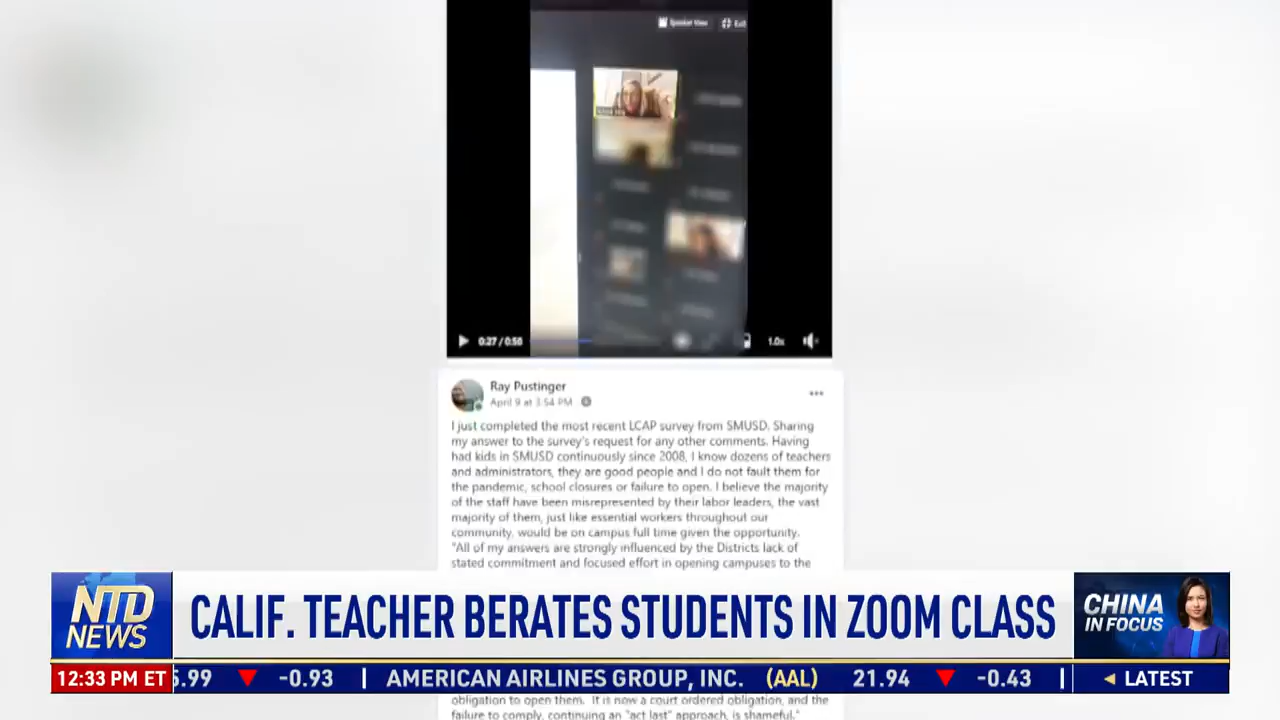 Speaker View Exit
0:27 / 0:50 1.0x
Ray Pustinger
April 9 at 3:54 PM
I just completed the most recent LCAP survey from SMUSD. Sharing
my answer to the survey's request for any other comments. Having
had kids in SMUSD continuously since 2008, I know dozens of teachers
and administrators, they are good people and I do not fault them for
the pandemic, school closures or failure to open. I believe the majority
of the staff have been misrepresented by their labor leaders, the vast
majority of them, just like essential workers throughout our
community, would be on campus full time given the opportunity.
"All of my answers are strongly influenced by the Districts lack of
stated commitment and focused effort in opening campuses to the
NTD
NEWS
CALIF. TEACHER BERATES STUDENTS IN ZOOM CLASS
CHINA
IN FOCUS
12:33 PM ET 5.99 ▼ -0.93 | AMERICAN AIRLINES GROUP, INC. (AAL) 21.94 ▼ -0.43 | ◄ LATEST
obligation to open them. It is now a court ordered obligation, and the
failure to comply, continuing an "act last" approach, is shameful."